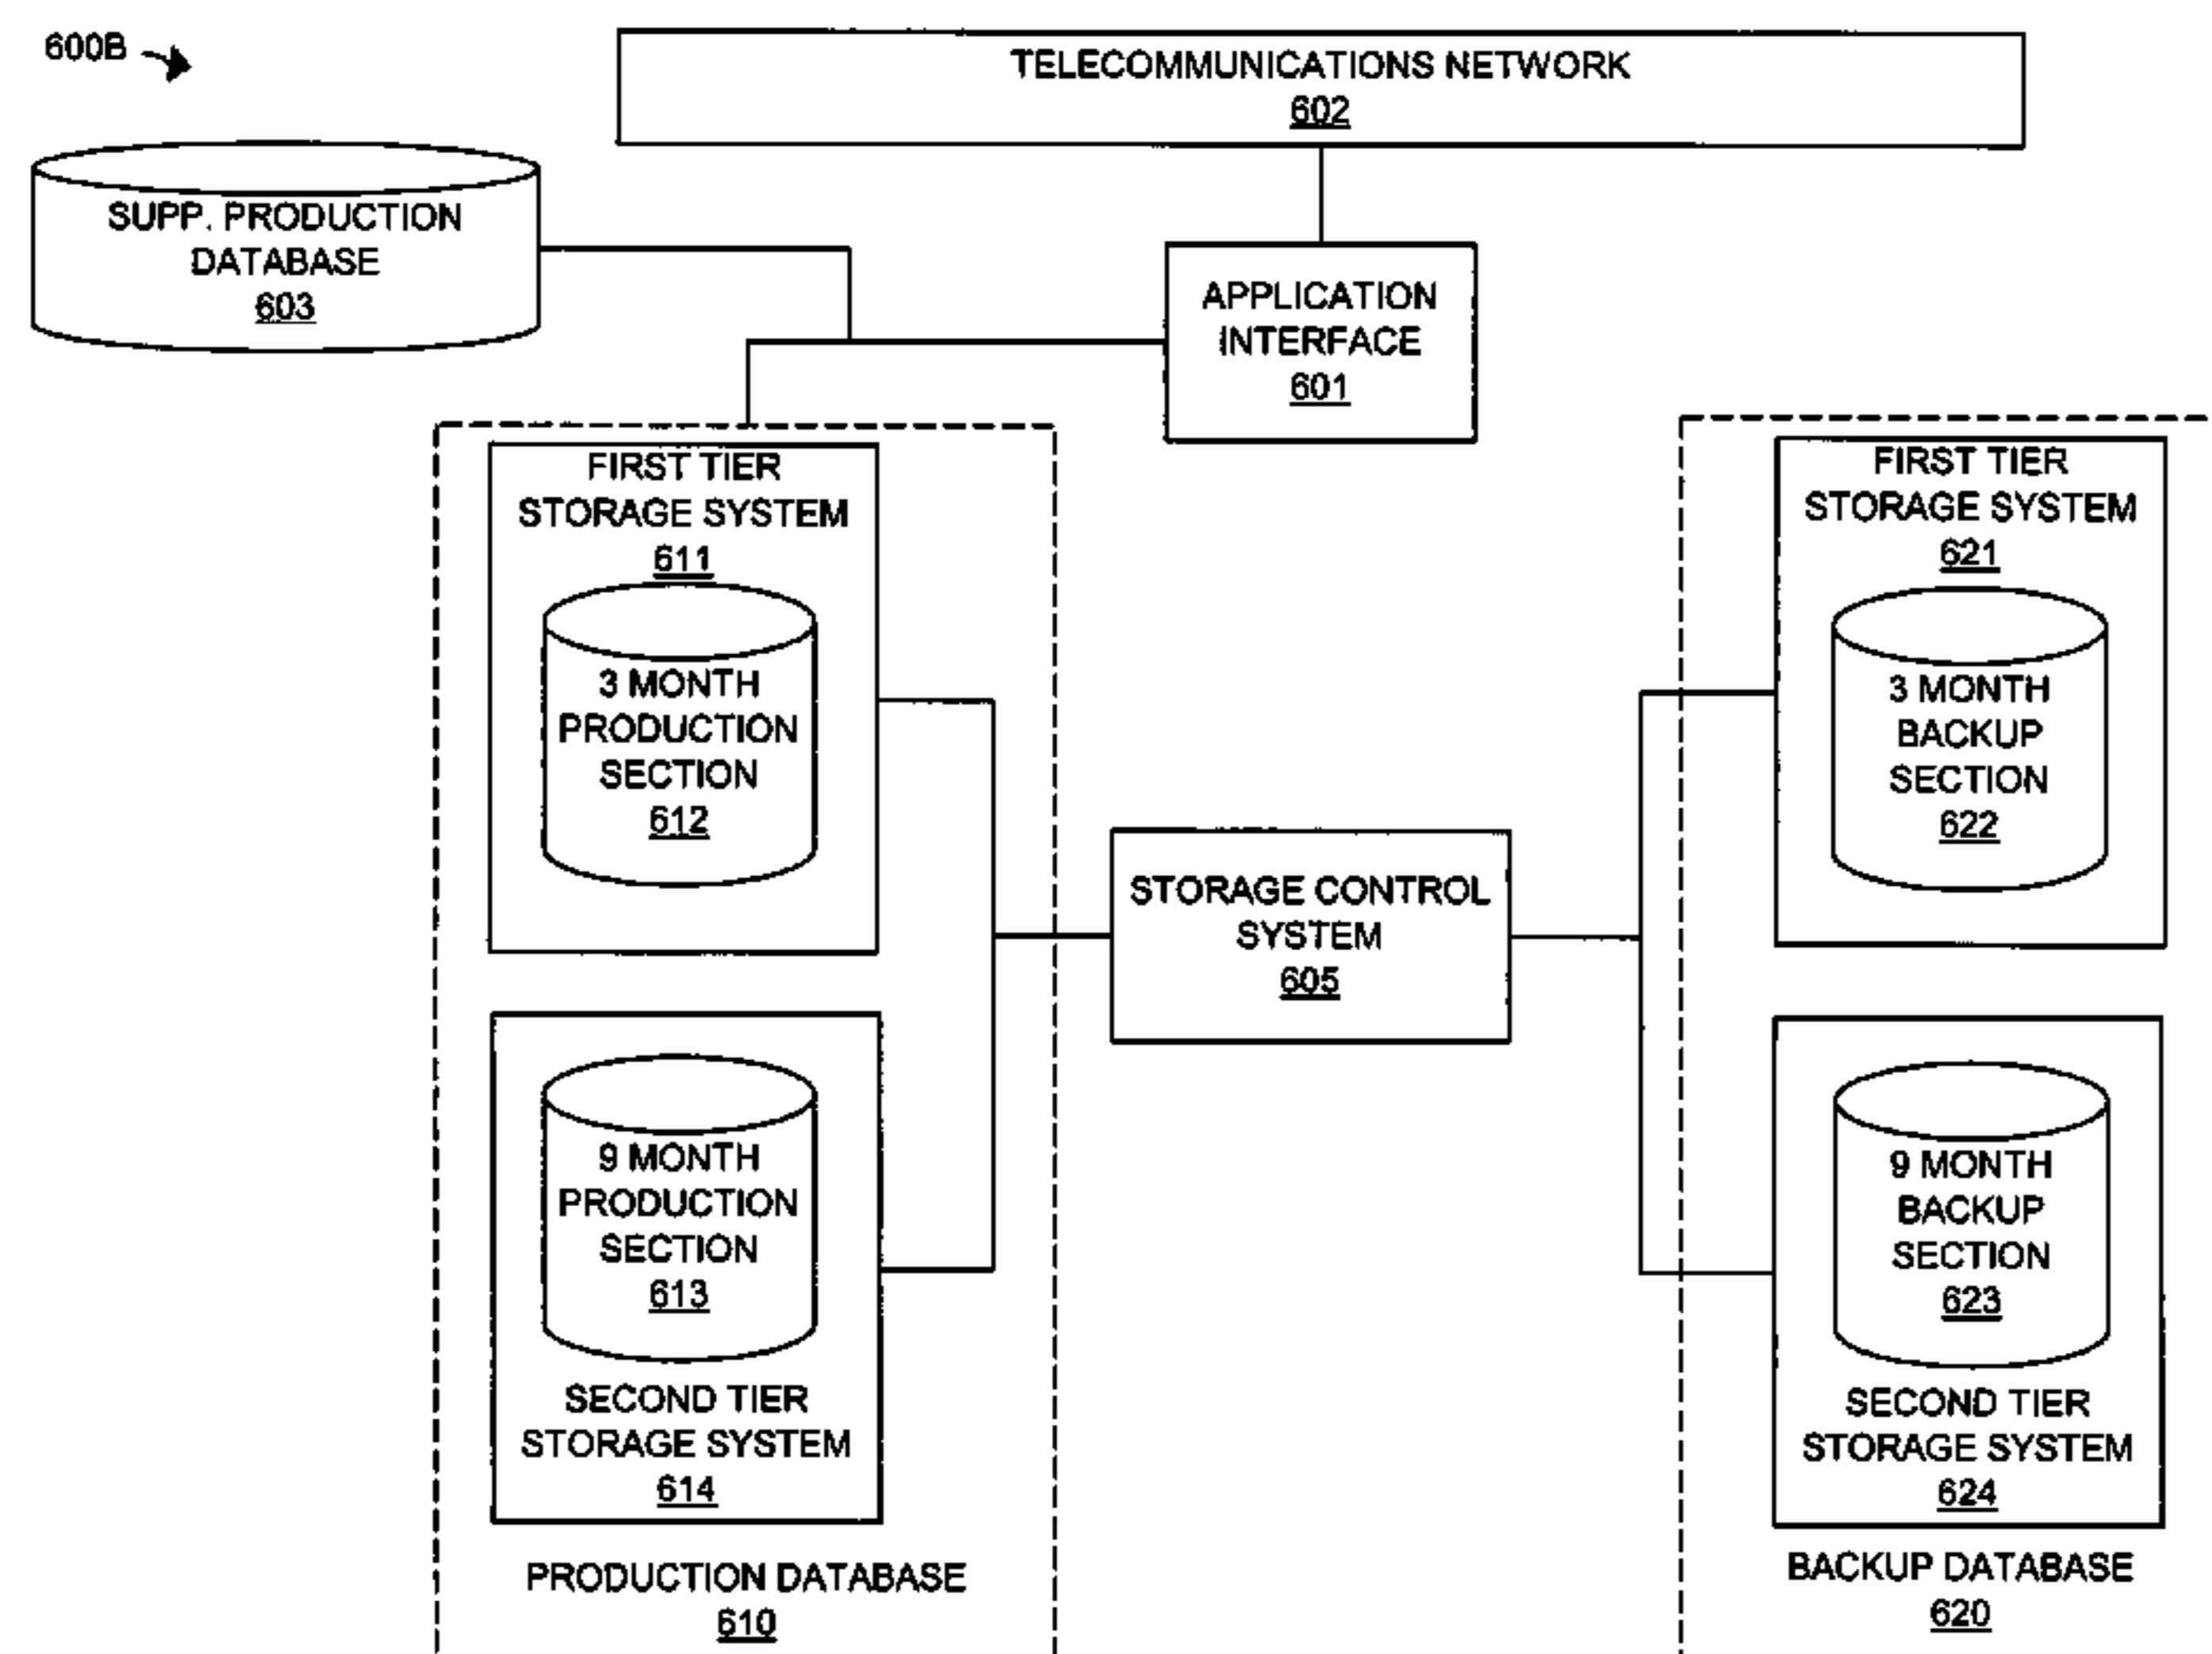 600B
TELECOMMUNICATIONS NETWORK
602
SUPP. PRODUCTION
DATABASE
603
APPLICATION
INTERFACE
601
FIRST TIER
STORAGE SYSTEM
611
3 MONTH
PRODUCTION
SECTION
612
9 MONTH
PRODUCTION
SECTION
613
SECOND TIER
STORAGE SYSTEM
614
PRODUCTION DATABASE
610
STORAGE CONTROL
SYSTEM
605
FIRST TIER
STORAGE SYSTEM
621
3 MONTH
BACKUP
SECTION
622
9 MONTH
BACKUP
SECTION
623
SECOND TIER
STORAGE SYSTEM
624
BACKUP DATABASE
620